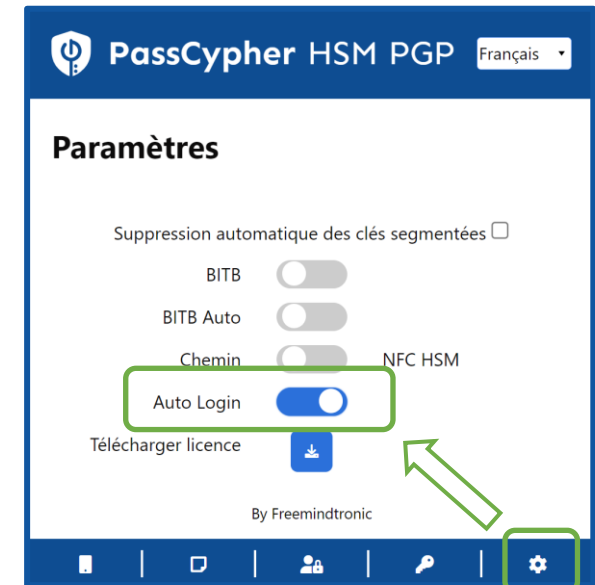 PassCypher HSM PGP Français
Paramètres
Suppression automatique des clés segmentées
BITB
BITB Auto
Chemin NFC HSM
Auto Login
Télécharger licence
By Freemindtronic